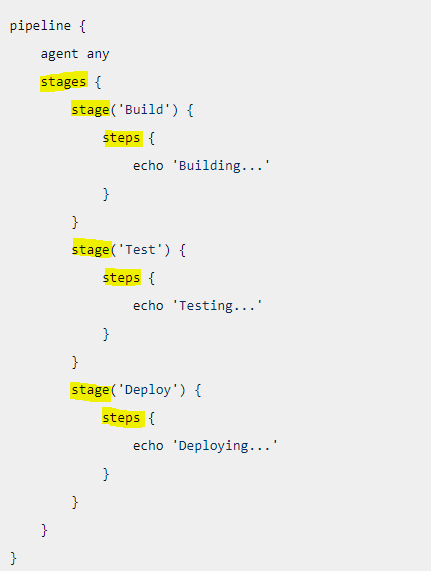 pipeline {
    agent any
    stages {
        stage('Build') {
            steps {
                echo 'Building...'
            }
        }
        stage('Test') {
            steps {
                echo 'Testing...'
            }
        }
        stage('Deploy') {
            steps {
                echo 'Deploying...'
            }
        }
    }
}